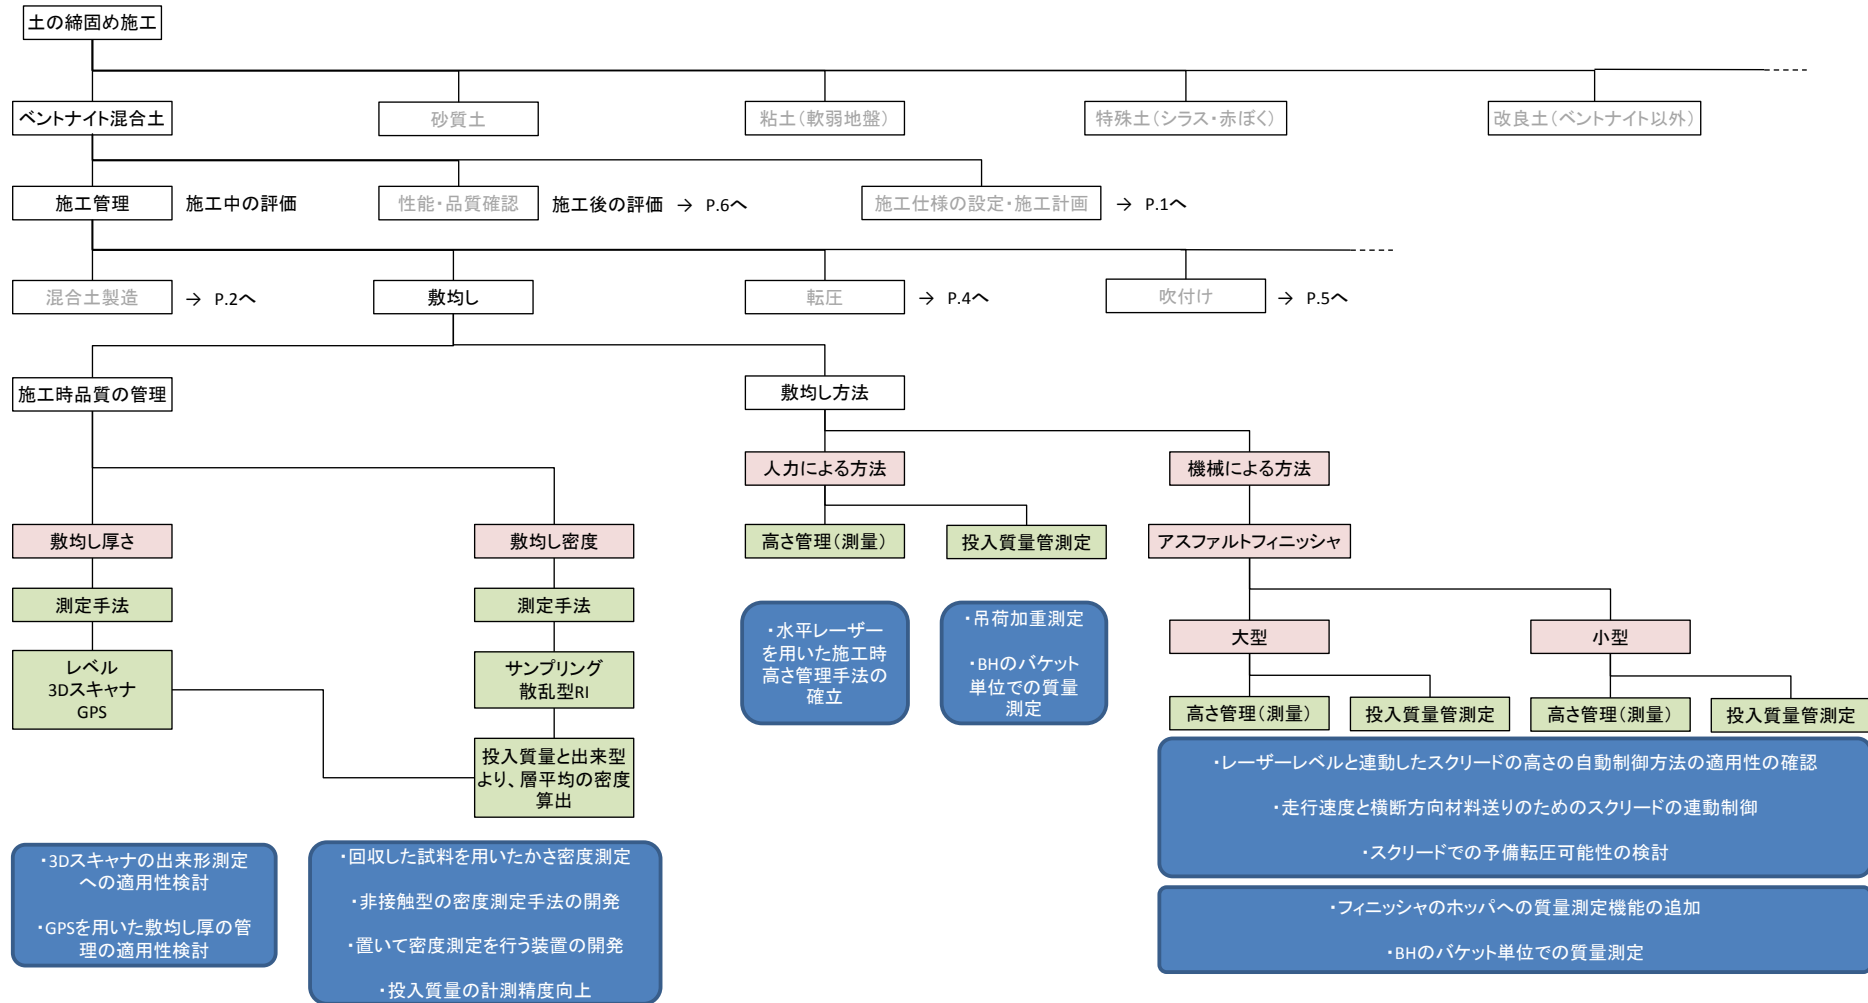 土の締固め施工
ベントナイト混合土
砂質土
粘土(軟弱地盤)
特殊土(シラス・赤ぼく)
改良土(ベントナイト以外)
施工管理
施工中の評価
性能・品質確認
施工後の評価 → P.6へ
施工仕様の設定・施工計画
→ P.1へ
混合土製造
→ P.2へ
敷均し
転圧
→ P.4へ
吹付け
→ P.5へ
施工時品質の管理
敷均し方法
人力による方法
機械による方法
敷均し厚さ
敷均し密度
高さ管理(測量)
投入質量管測定
アスファルトフィニッシャ
測定手法
測定手法
大型
小型
レベル
3Dスキャナ
GPS
サンプリング
散乱型RI
高さ管理(測量)
投入質量管測定
高さ管理(測量)
投入質量管測定
投入質量と出来型
より、層平均の密度
算出
・水平レーザー
を用いた施工時
高さ管理手法の
確立
・吊荷加重測定
・BHのバケット
単位での質量
測定
・レーザーレベルと連動したスクリードの高さの自動制御方法の適用性の確認
・走行速度と横断方向材料送りのためのスクリードの連動制御
・スクリードでの予備転圧可能性の検討
・フィニッシャのホッパへの質量測定機能の追加
・BHのバケット単位での質量測定
・3Dスキャナの出来形測定
への適用性検討
・GPSを用いた敷均し厚の管
理の適用性検討
・回収した試料を用いたかさ密度測定
・非接触型の密度測定手法の開発
・置いて密度測定を行う装置の開発
・投入質量の計測精度向上